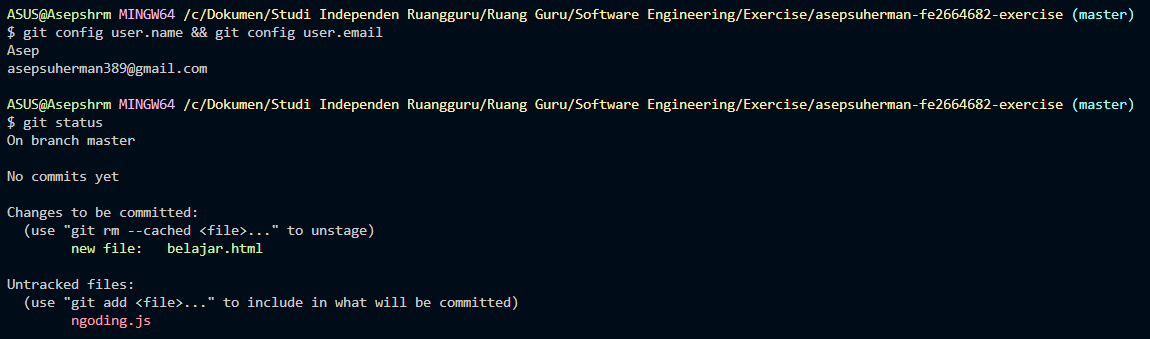 ASUS@Asepshrm MINGW64 /c/Dokumen/Studi Independen Ruangguru/Ruang Guru/Software Engineering/Exercise/asepsuherman-fe2664682-exercise (master)
$ git config user.name && git config user.email
Asep
asepsuherman389@gmail.com
ASUS@Asepshrm MINGW64 /c/Dokumen/Studi Independen Ruangguru/Ruang Guru/Software Engineering/Exercise/asepsuherman-fe2664682-exercise (master)
$ git status
On branch master
No commits yet
Changes to be committed:
(use "git rm --cached <file>..." to unstage)
new file:   belajar.html
Untracked files:
(use "git add <file>..." to include in what will be committed)
ngoding.js